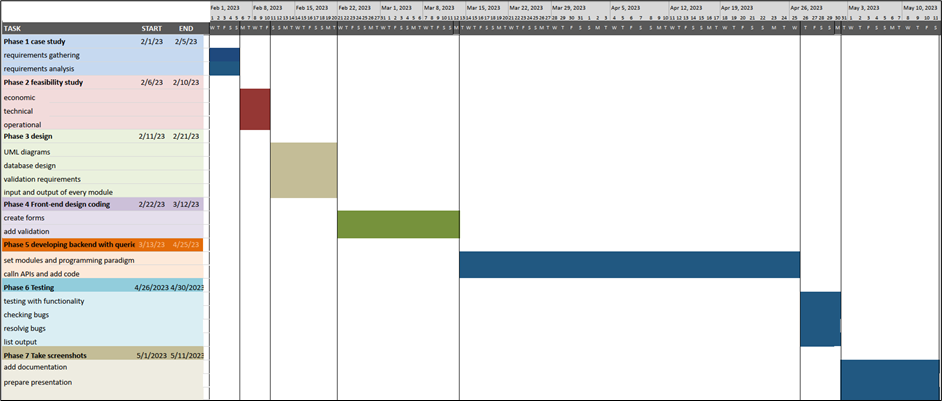 Feb 1, 2023 Feb 8, 2023 Feb 15, 2023 Feb 22, 2023 Mar 1, 2023 Mar 8, 2023 Mar 15, 2023 Mar 22, 2023 Mar 29, 2023 Apr 5, 2023 Apr 12, 2023 Apr 19, 2023 Apr 26, 2023 May 3, 2023 May 10, 2023
TASK START END
Phase 1 case study 2/1/23 2/5/23
requirements gathering
requirements analysis
Phase 2 feasibility study 2/6/23 2/10/23
economic
technical
operational
Phase 3 design 2/11/23 2/21/23
UML diagrams
database design
validation requirements
input and output of every module
Phase 4 Front-end design coding 2/22/23 3/12/23
create forms
add validation
Phase 5 developing backend with querie 3/13/23 4/25/23
set modules and programming paradigm
calln APIs and add code
Phase 6 Testing 4/26/2023 4/30/2023
testing with functionality
checking bugs
resolvig bugs
list output
Phase 7 Take screenshots 5/1/2023 5/11/2023
add documentation
prepare presentation